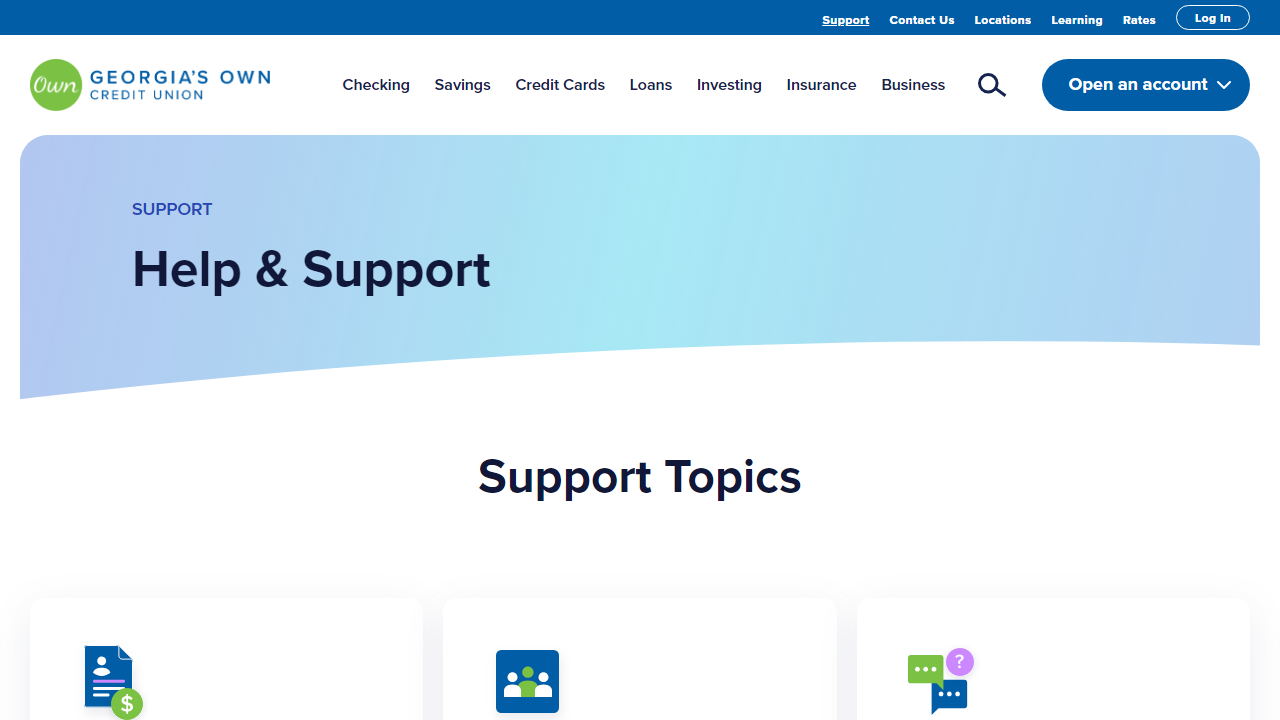 Support Contact Us Locations Learning Rates Log In
Own GEORGIA'S OWN
CREDIT UNION
Checking Savings Credit Cards Loans Investing Insurance Business Open an account
SUPPORT
Help & Support
Support Topics
$
?